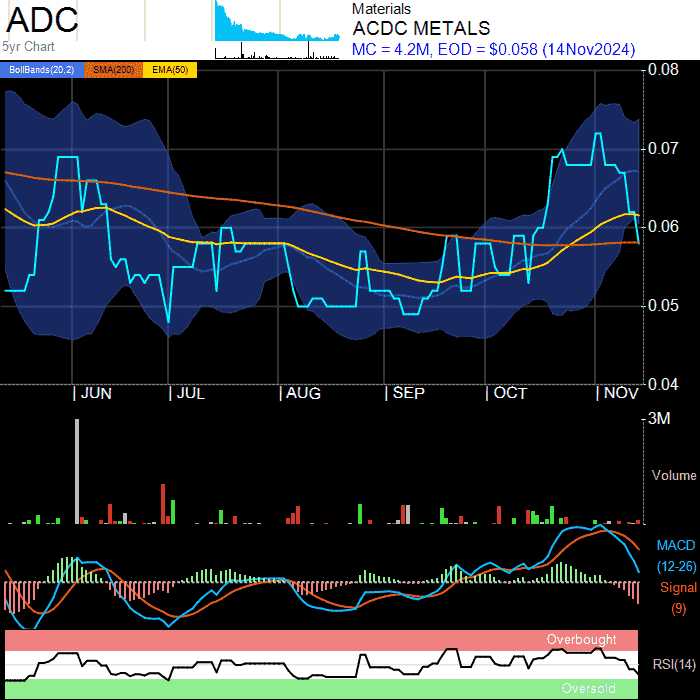 ADC
Materials
ACDC METALS
5yr Chart
MC = 4.2M, EOD = $0.058 (14Nov2024)
BollBands(20,2) SMA(200) EMA(50)
0.08
0.07
0.06
0.05
0.04
JUN JUL AUG SEP OCT NOV
3M
Volume
MACD
(12-26)
Signal
(9)
Overbought
RSI(14)
Oversold